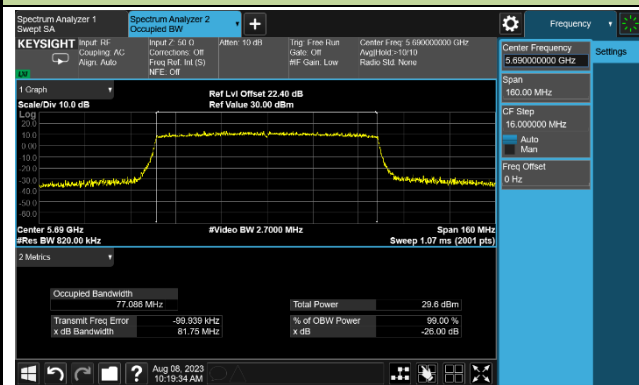 Spectrum Analyzer 1
Swept SA
Spectrum Analyzer 2
Occupied BW
Frequency
KEYSIGHT
Input: RF
Coupling: AC
Align: Auto
Input Z: 50 Ω
Corrections: Off
Freq Ref: Int (S)
NFE: Off
Atten: 10 dB
Trig: Free Run
Gate: Off
#IF Gain: Low
Center Freq: 5.690000000 GHz
Avg|Hold:>10/10
Radio Std: None
Center Frequency
5.690000000 GHz
Settings
Span
160.00 MHz
CF Step
16.000000 MHz
Auto
Man
Freq Offset
0 Hz
1 Graph
Scale/Div 10.0 dB
Ref Lvl Offset 22.40 dB
Ref Value 30.00 dBm
Log
20.0
10.0
0.00
-10.0
-20.0
-30.0
-40.0
-50.0
-60.0
Center 5.69 GHz
#Res BW 820.00 kHz
#Video BW 2.7000 MHz
Span 160 MHz
Sweep 1.07 ms (2001 pts)
2 Metrics
Occupied Bandwidth
77.086 MHz
Total Power
29.6 dBm
Transmit Freq Error
-99.939 kHz
% of OBW Power
99.00 %
x dB Bandwidth
81.75 MHz
x dB
-26.00 dB
?
Aug 08, 2023
10:19:34 AM